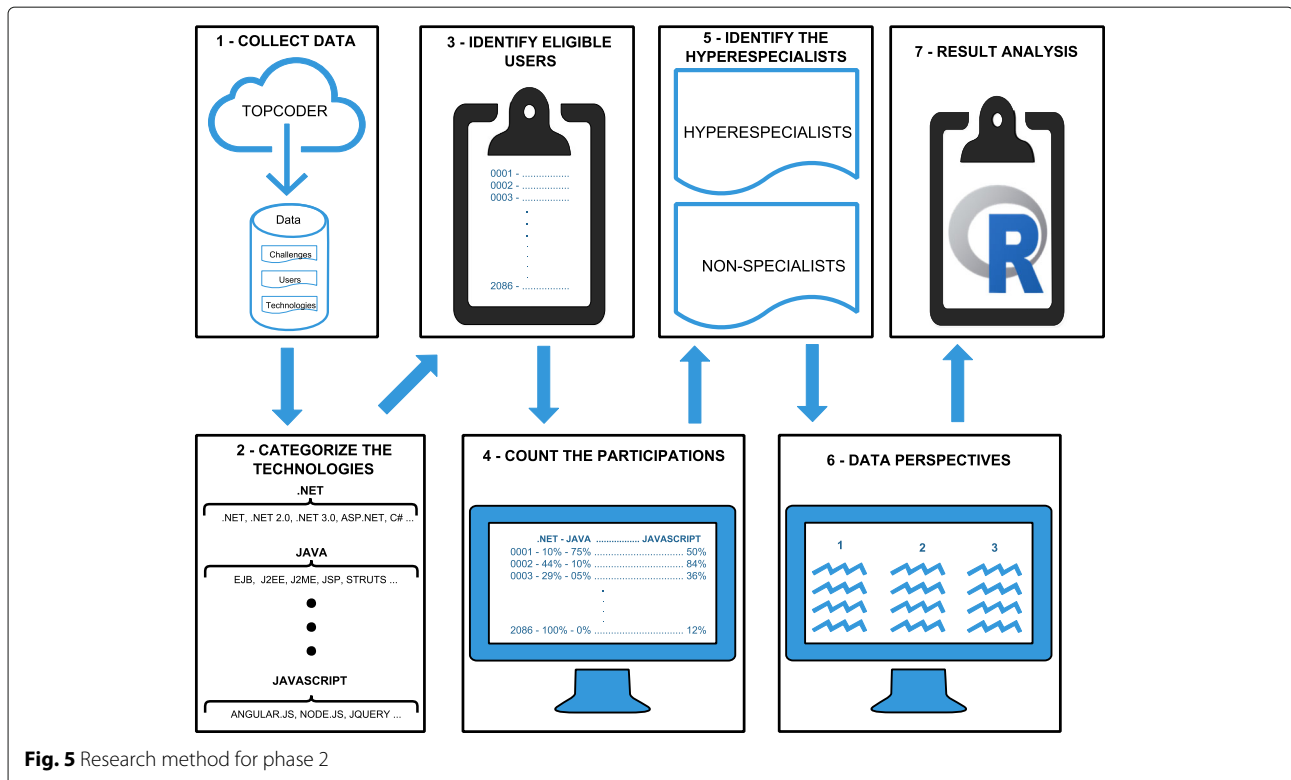 1 - COLLECT DATA
TOPCODER
Data
Challenges
Users
Technologies
2 - CATEGORIZE THE
TECHNOLOGIES
.NET
.NET, .NET 2.0, .NET 3.0, ASP.NET, C# ...
JAVA
EJB, J2EE, J2ME, JSP, STRUTS ...
JAVASCRIPT
ANGULAR.JS, NODE.JS, JQUERY ...
3 - IDENTIFY ELIGIBLE
USERS
0001 - .................
0002 - .................
0003 - .................
2086 - .................
4 - COUNT THE PARTICIPATIONS
.NET - JAVA ................. JAVASCRIPT
0001 - 10% - 75% ................................ 50%
0002 - 44% - 10% ................................ 84%
0003 - 29% - 05% ................................ 36%
2086 - 100% - 0% ................................ 12%
5 - IDENTIFY THE
HYPERESPECIALISTS
HYPERESPECIALISTS
NON-SPECIALISTS
6 - DATA PERSPECTIVES
1 2 3
7 - RESULT ANALYSIS
R
Fig. 5 Research method for phase 2